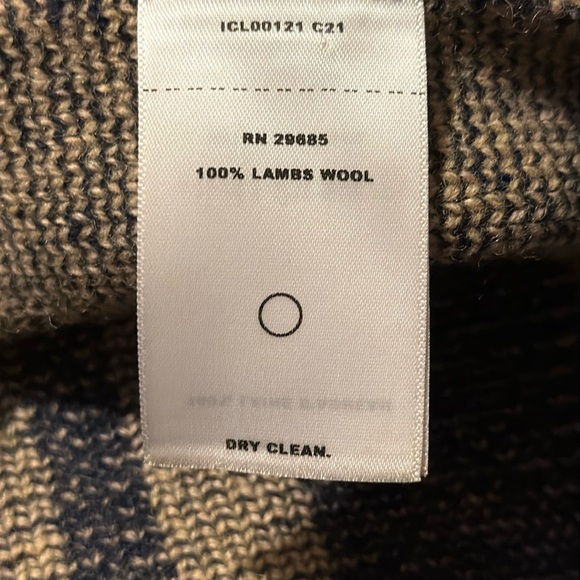 ICL00121 C21
RN 29685
100% LAMBS WOOL
DRY CLEAN.